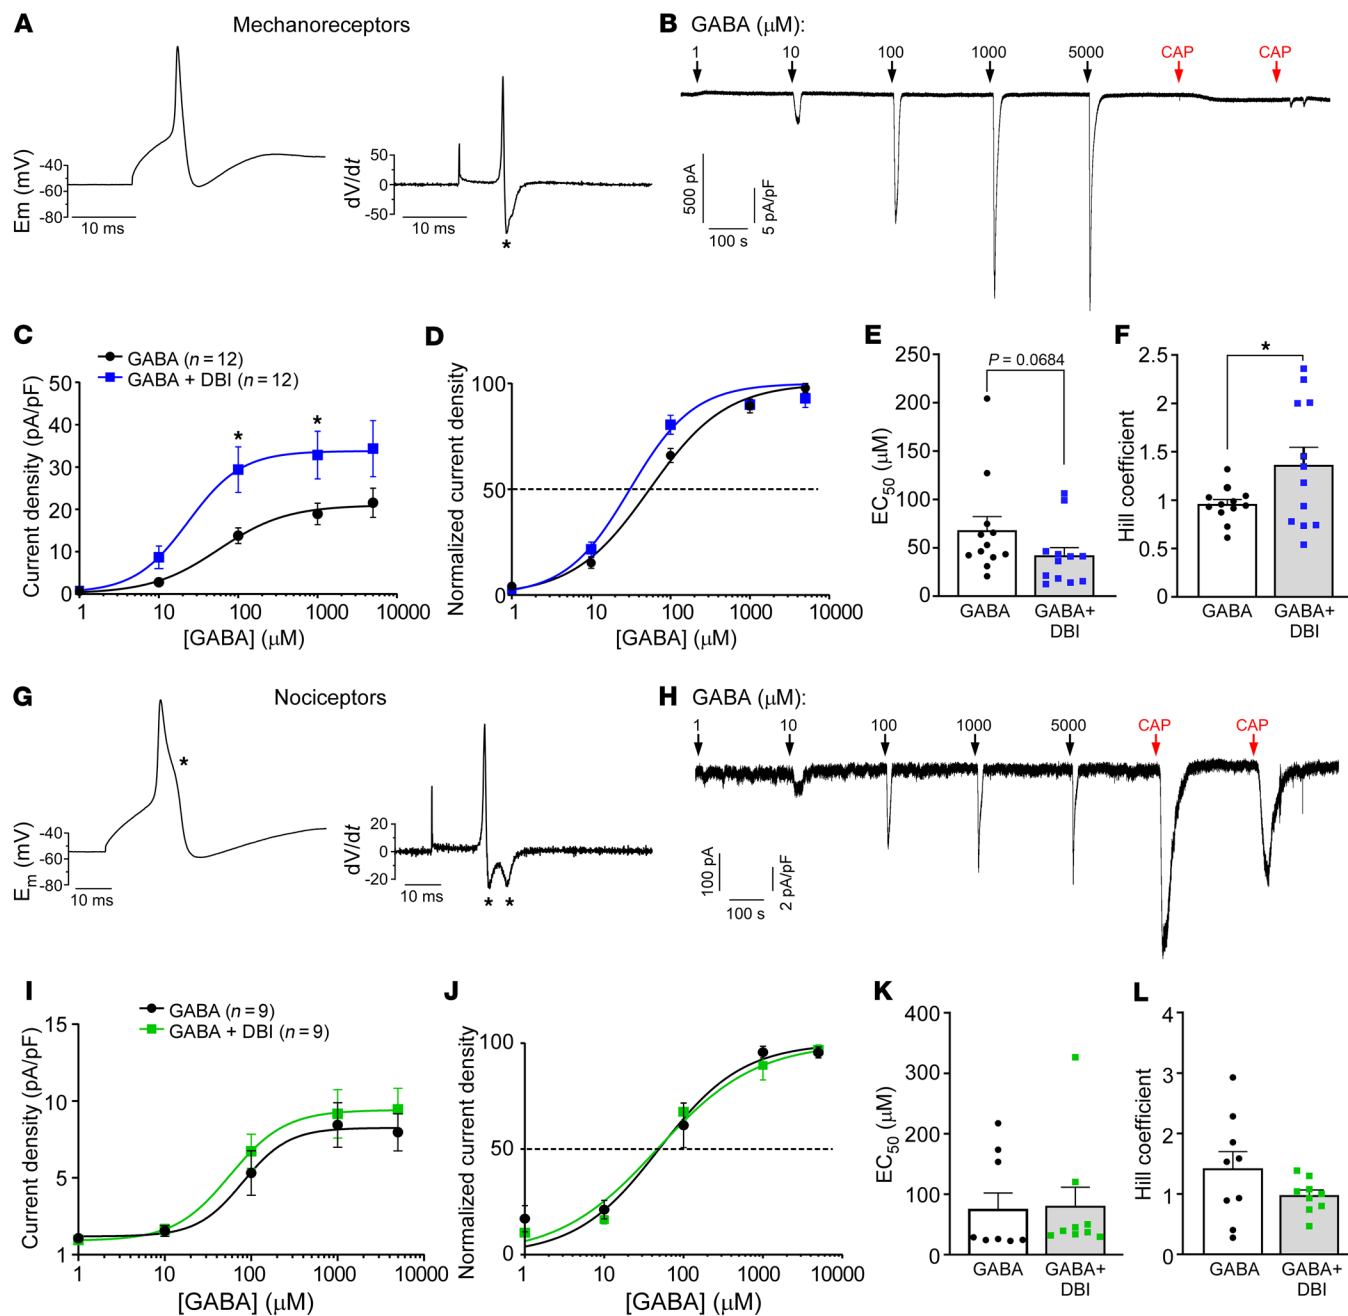 A Mechanoreceptors
Em (mV)
-40
-60
-80
10 ms
dV/dt
50
0
-50
10 ms
*
B GABA (μM):
1 10 100 1000 5000 CAP CAP
500 pA
5 pA/pF
100 s
C
GABA (n = 12)
GABA + DBI (n = 12)
Current density (pA/pF)
50
40
30
20
10
0
* *
1 10 100 1000 10000
[GABA] (μM)
D
Normalized current density
100
50
0
1 10 100 1000 10000
[GABA] (μM)
E
EC50 (μM)
250
200
150
100
50
0
P = 0.0684
GABA GABA+
DBI
F
Hill coefficient
2.5
2
1.5
1
0.5
0
*
GABA GABA+
DBI
G Nociceptors
Em (mV)
-40
-60
-80
10 ms
*
dV/dt
20
0
-20
10 ms
* *
H GABA (μM):
1 10 100 1000 5000 CAP CAP
100 pA
2 pA/pF
100 s
I
GABA (n = 9)
GABA + DBI (n = 9)
Current density (pA/pF)
15
10
5
1
1 10 100 1000 10000
[GABA] (μM)
J
Normalized current density
100
50
0
1 10 100 1000 10000
[GABA] (μM)
K
EC50 (μM)
400
300
200
100
0
GABA GABA+
DBI
L
Hill coefficient
4
3
2
1
0
GABA GABA+
DBI